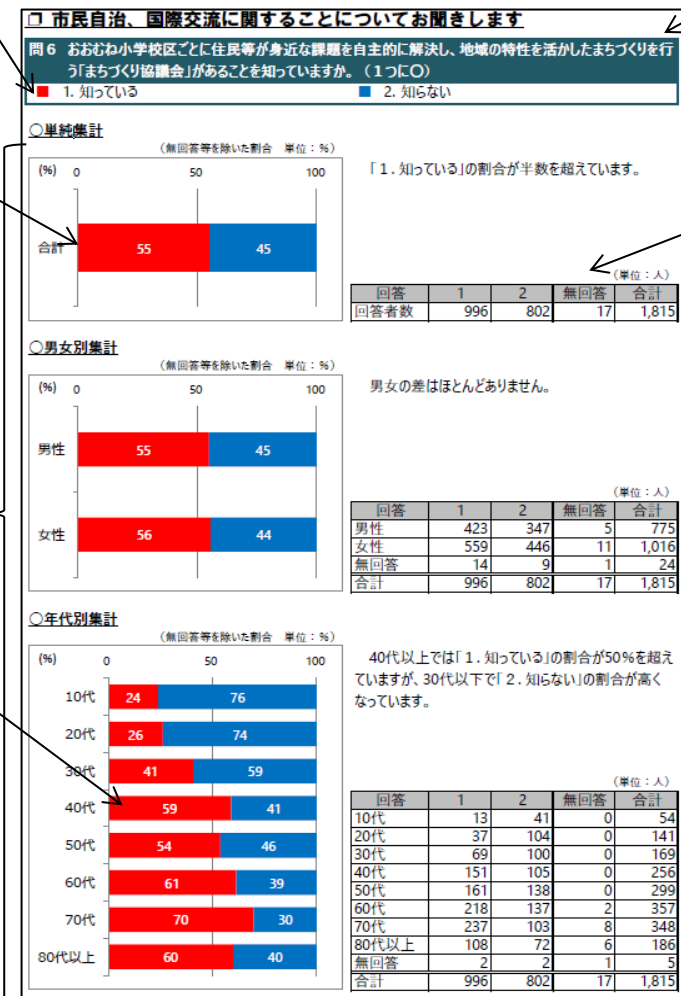 ❐ 市民自治、国際交流に関することについてお聞きします
問６ おおむね小学校区ごとに住民等が身近な課題を自主的に解決し、地域の特性を活かしたまちづくりを行
う「まちづくり協議会」があることを知っていますか。（１つに○）
1. 知っている 2. 知らない
○単純集計
（無回答等を除いた割合 単位：％）
(%) 0 50 100
合計 55 45
「１. 知っている」の割合が半数を超えています。
（単位：人）
回答 1 2 無回答 合計
回答者数 996 802 17 1,815
○男女別集計
（無回答等を除いた割合 単位：％）
(%) 0 50 100
男性 55 45
女性 56 44
男女の差はほとんどありません。
（単位：人）
回答 1 2 無回答 合計
男性 423 347 5 775
女性 559 446 11 1,016
無回答 14 9 1 24
合計 996 802 17 1,815
○年代別集計
（無回答等を除いた割合 単位：％）
(%) 0 50 100
10代 24 76
20代 26 74
30代 41 59
40代 59 41
50代 54 46
60代 61 39
70代 70 30
80代以上 60 40
40代以上では「１. 知っている」の割合が50％を超え
ていますが、30代以下で「２. 知らない」の割合が高く
なっています。
（単位：人）
回答 1 2 無回答 合計
10代 13 41 0 54
20代 37 104 0 141
30代 69 100 0 169
40代 151 105 0 256
50代 161 138 0 299
60代 218 137 2 357
70代 237 103 8 348
80代以上 108 72 6 186
無回答 2 2 1 5
合計 996 802 17 1,815